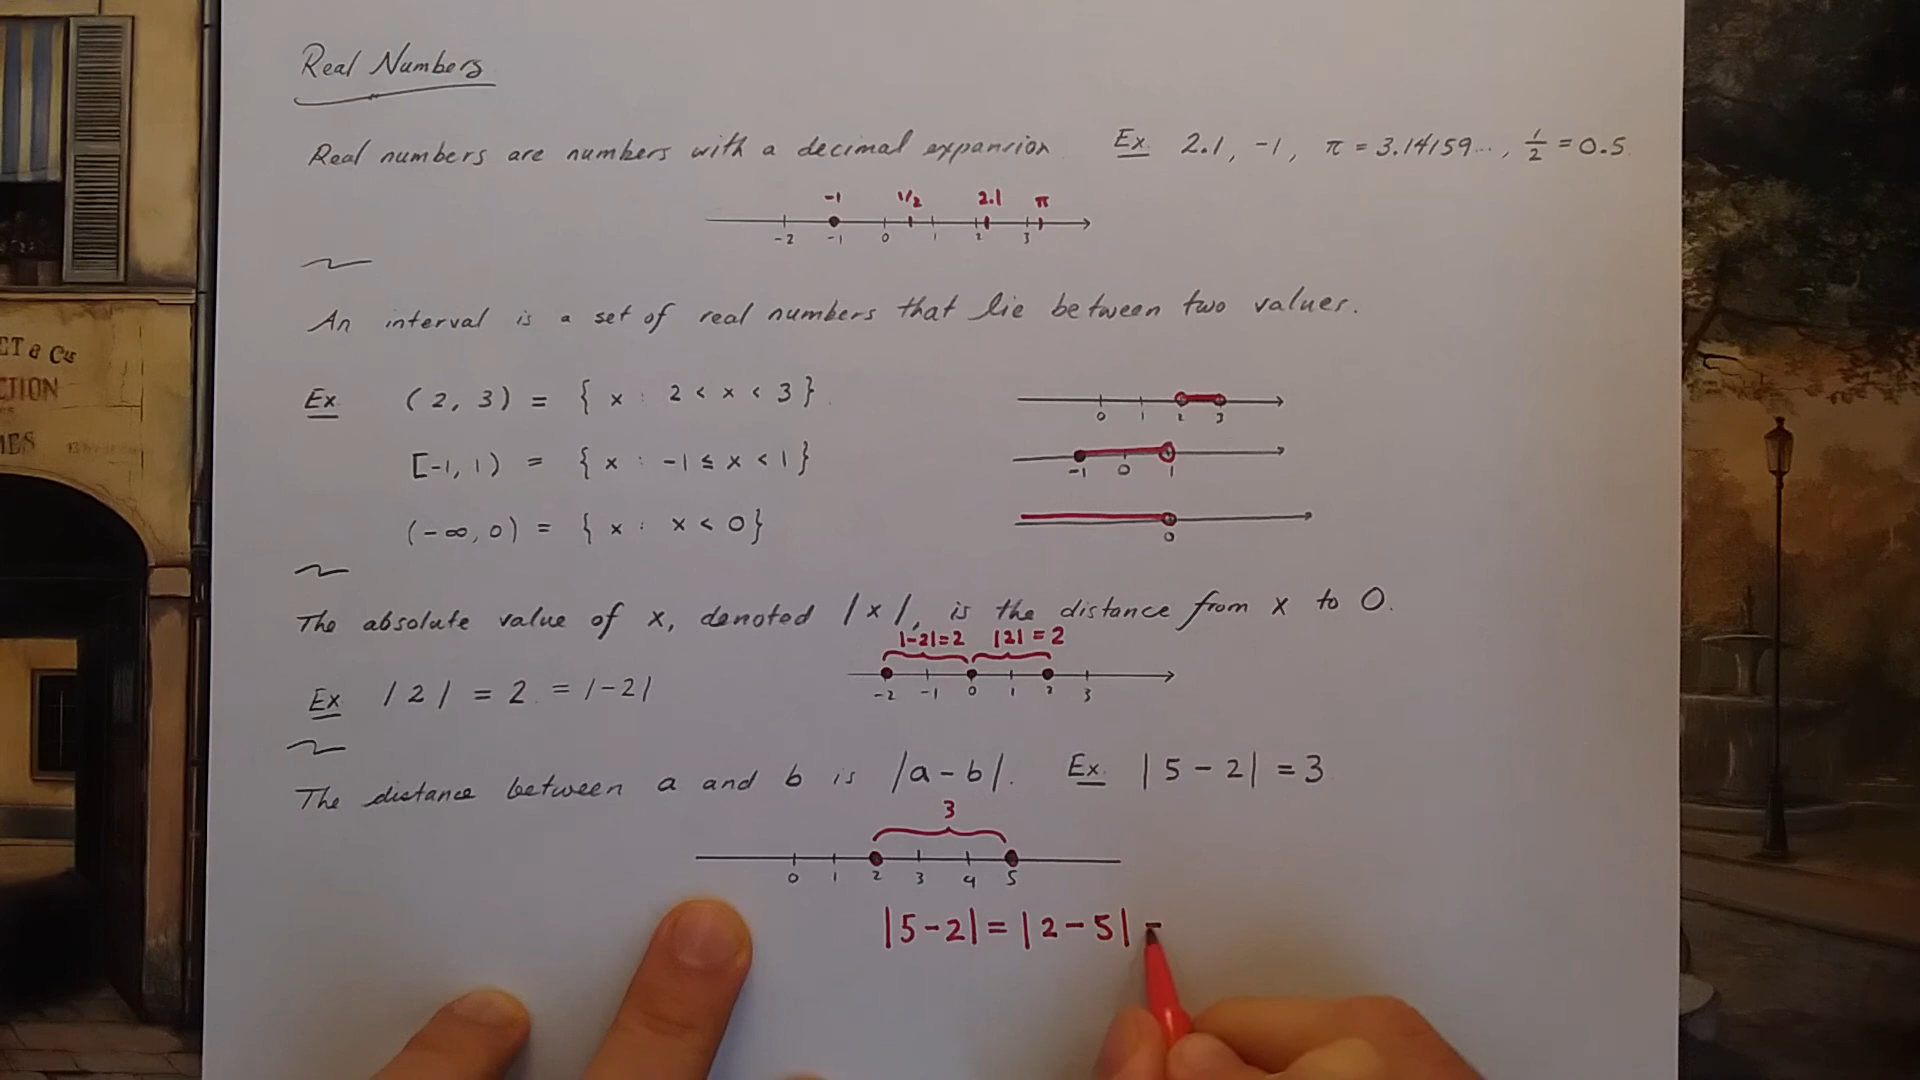 Real Numbers
Real numbers are numbers with a decimal expansion Ex. 2.1, -1, π = 3.14159..., 1/2 = 0.5
-1 1/2 2.1 π
-2 -1 0 1 2 3
An interval is a set of real numbers that lie between two values.
Ex. (2, 3) = { x : 2 < x < 3 }
0 1 2 3
[-1, 1) = { x : -1 ≤ x < 1 }
-1 0 1
(-∞, 0) = { x : x < 0 }
0
The absolute value of x, denoted |x|, is the distance from x to 0.
|-2|=2 |2| = 2
Ex |2| = 2 = |-2|
-2 -1 0 1 2 3
The distance between a and b is |a-b|. Ex. |5-2| = 3
3
0 1 2 3 4 5
|5-2| = |2-5| -
CTION